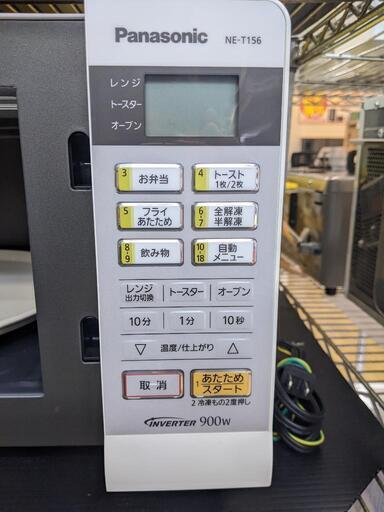 Panasonic NE-T156
レンジ
トースター
オーブン
3 お弁当
4 トースト
1枚/2枚
5 フライ
あたため
6・7 全解凍
半解凍
8・9 飲み物
10・18 自動
メニュー
レンジ
出力切換
トースター
オーブン
10分 1分 10秒
▽ 温度/仕上がり △
取消
1 あたため
スタート
2 冷凍もの2度押し
INVERTER 900W